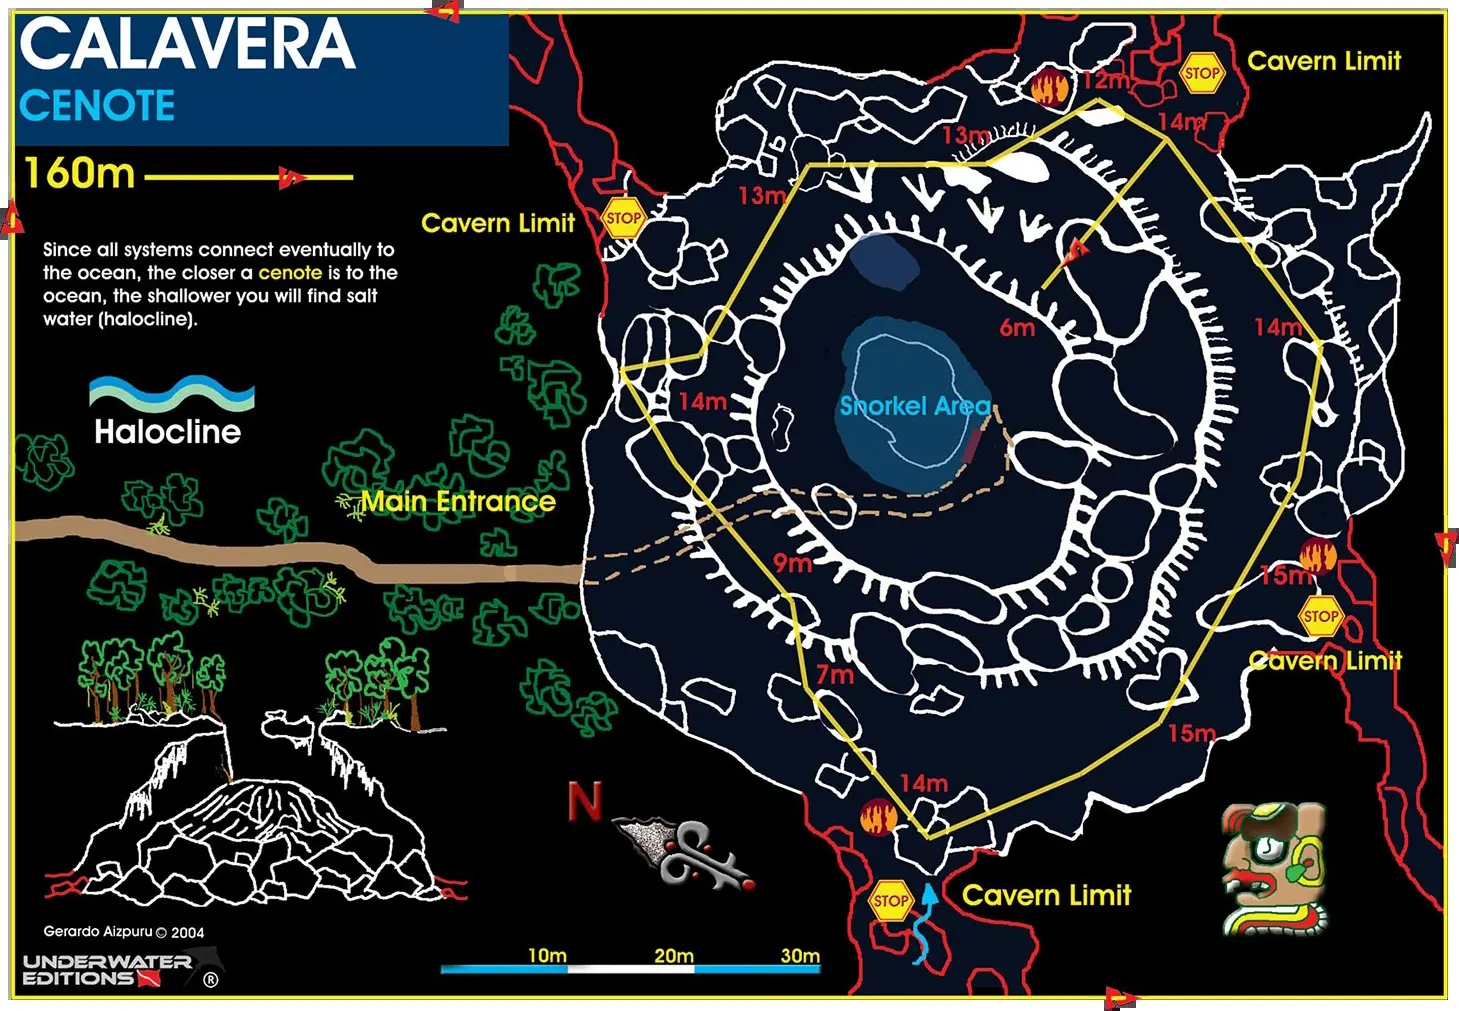 CALAVERA
CENOTE
160m
Since all systems connect eventually to
the ocean, the closer a cenote is to the
ocean, the shallower you will find salt
water (halocline).
Halocline
Cavern Limit
STOP
Cavern Limit
STOP
12m
14m
13m
13m
6m
14m
14m
Snorkel Area
Main Entrance
9m
15m
STOP
Cavern Limit
7m
15m
14m
N
STOP
Cavern Limit
10m 20m 30m
Gerardo Aizpuru © 2004
UNDERWATER
EDITIONS ®